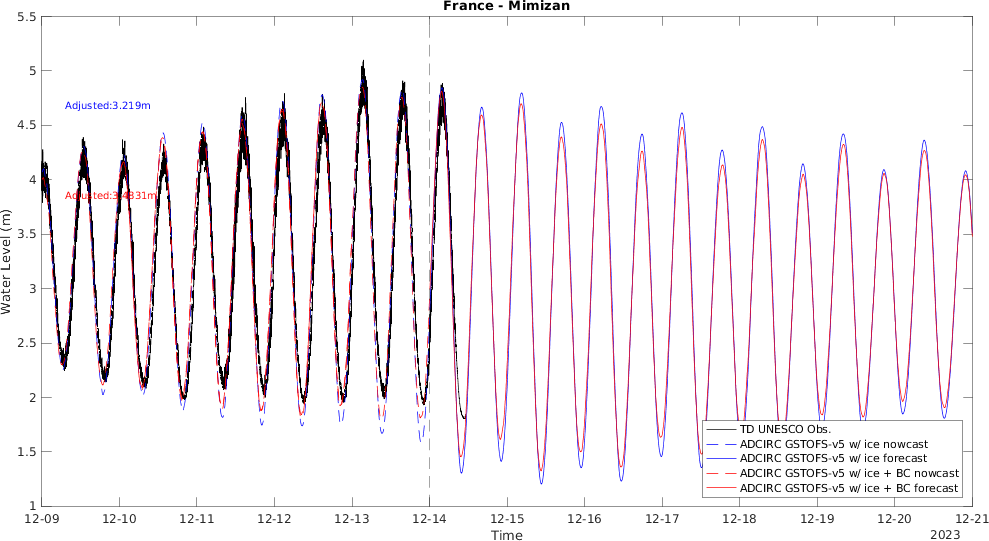 France - Mimizan
5.5
5
4.5
4
3.5
3
2.5
2
1.5
1
Water Level (m)
Adjusted:3.219m
Adjusted:3.4331m
TD UNESCO Obs.
ADCIRC GSTOFS-v5 w/ ice nowcast
ADCIRC GSTOFS-v5 w/ ice forecast
ADCIRC GSTOFS-v5 w/ ice + BC nowcast
ADCIRC GSTOFS-v5 w/ ice + BC forecast
12-09 12-10 12-11 12-12 12-13 12-14 12-15 12-16 12-17 12-18 12-19 12-20 12-21
Time
2023